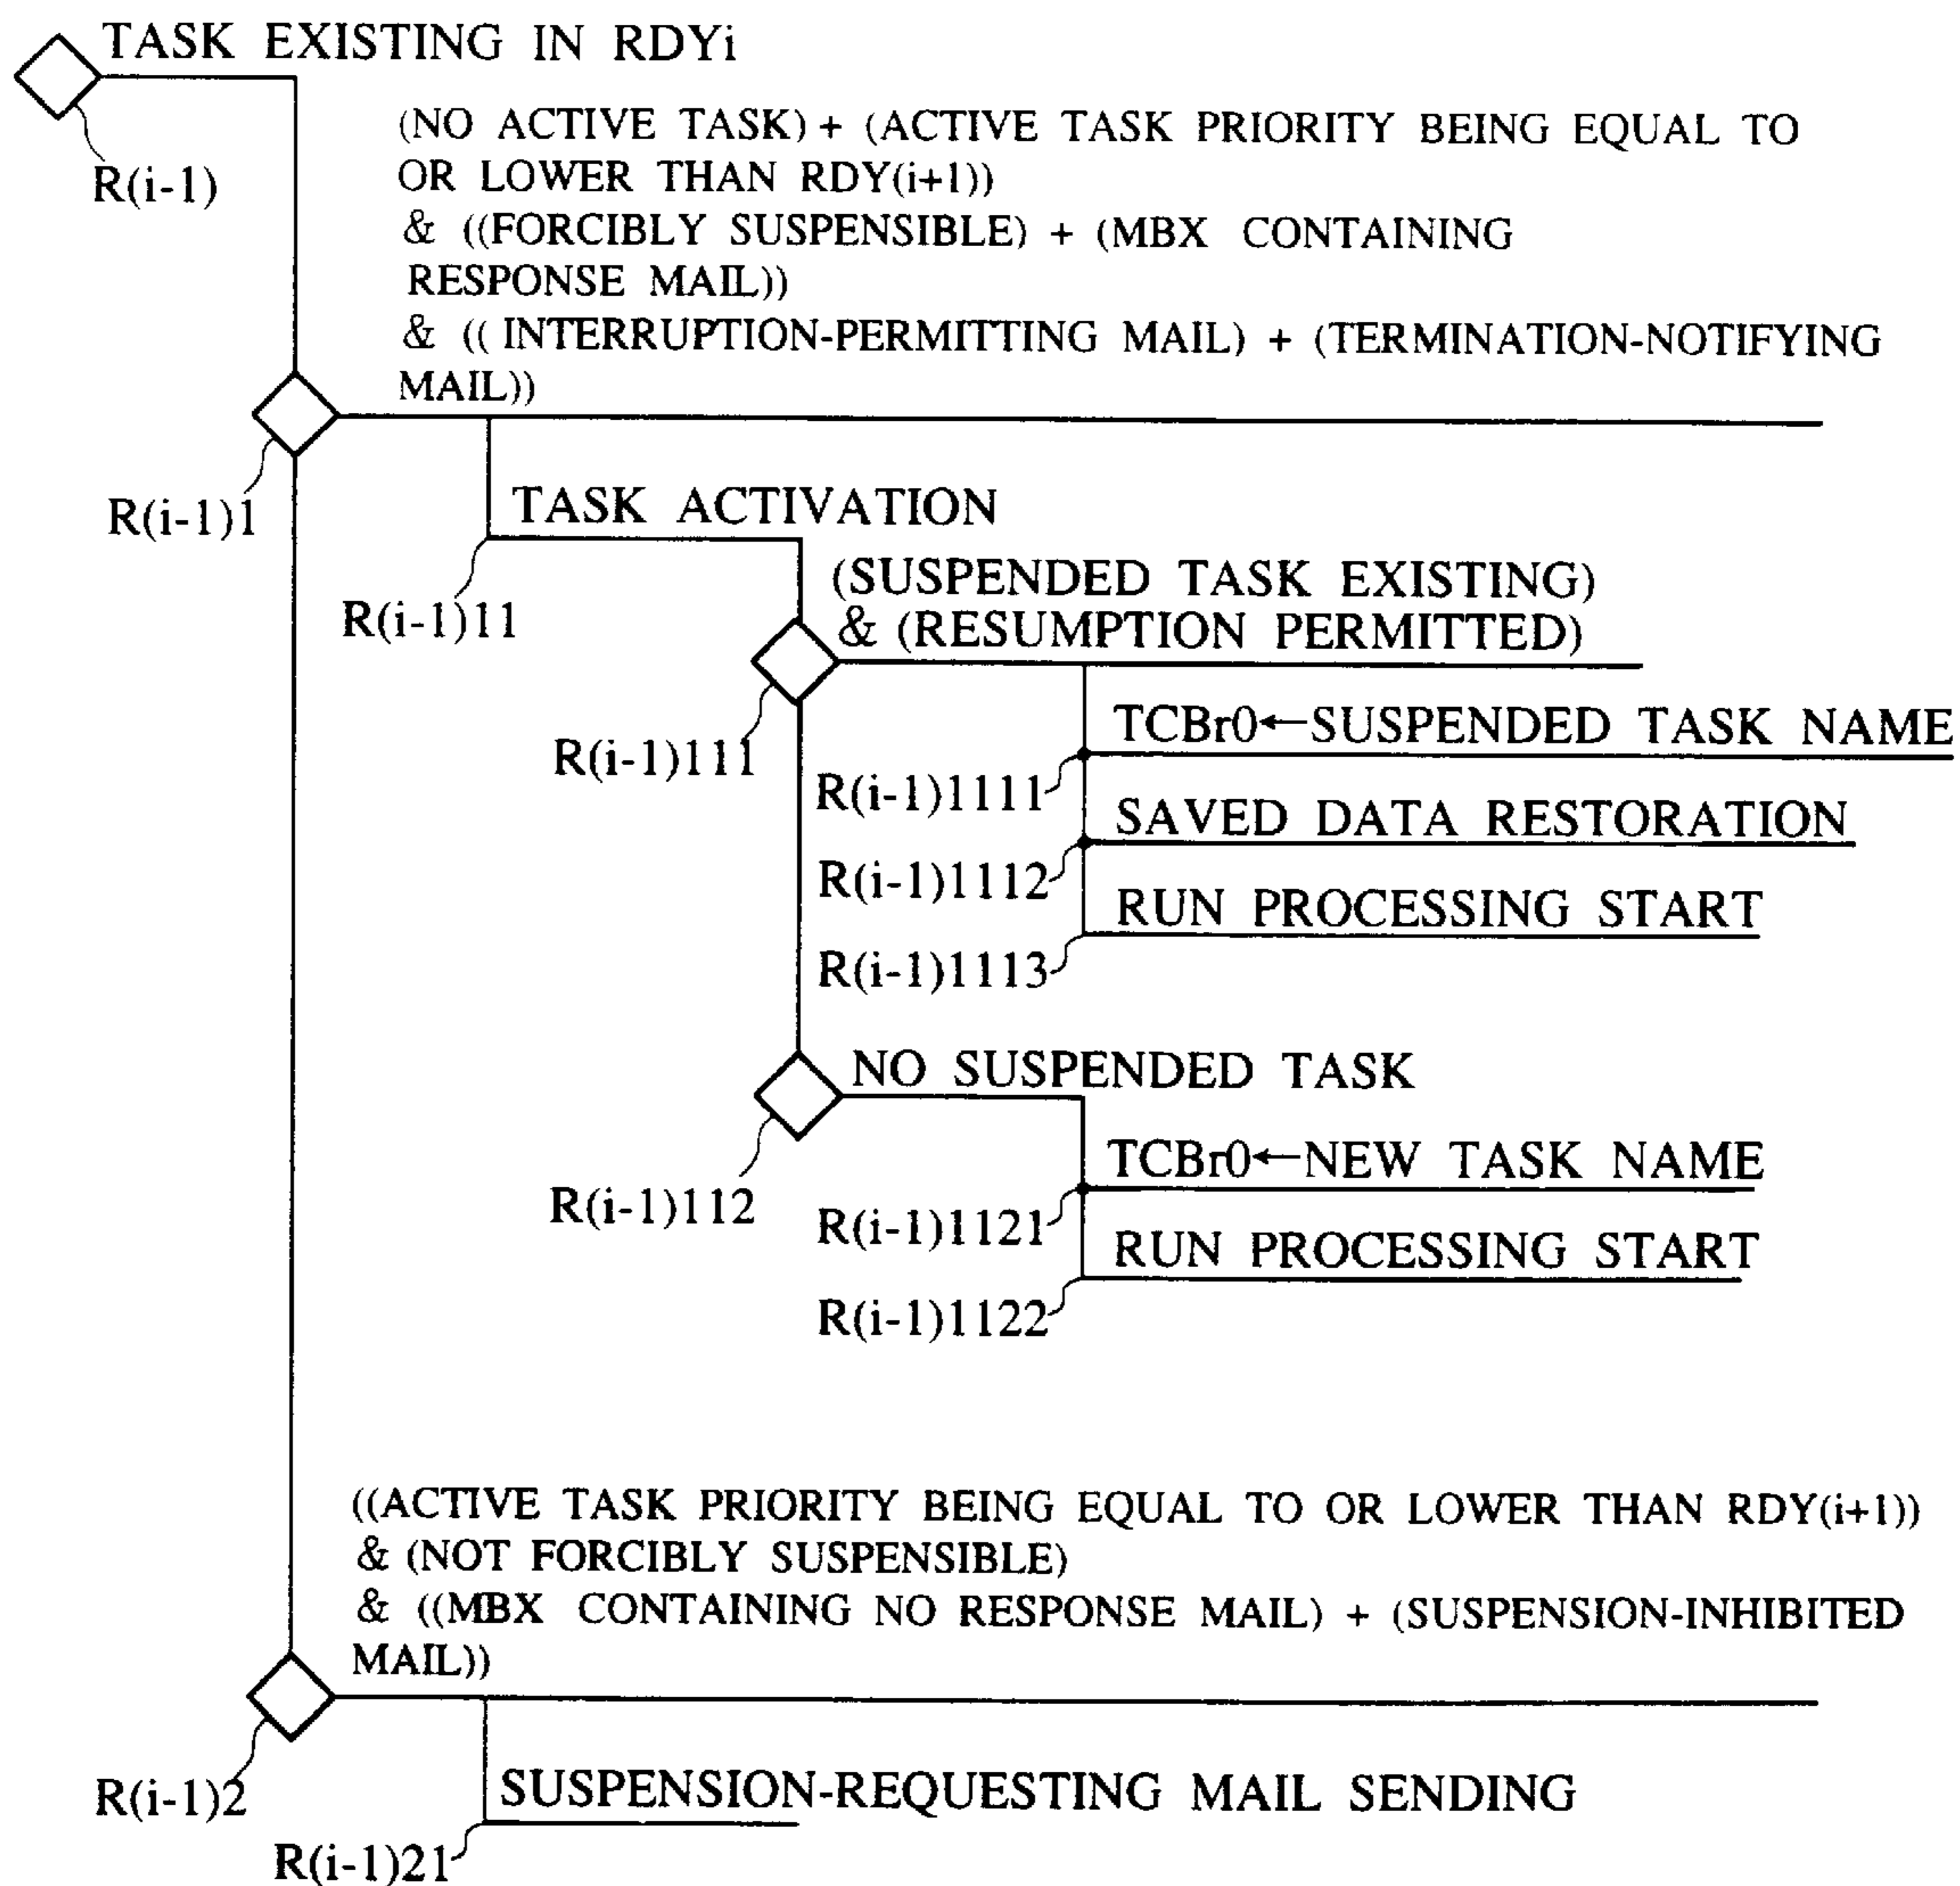 TASK EXISTING IN RDYi
R(i-1)
(NO ACTIVE TASK) + (ACTIVE TASK PRIORITY BEING EQUAL TO
OR LOWER THAN RDY(i+1))
& ((FORCIBLY SUSPENSIBLE) + (MBX CONTAINING
RESPONSE MAIL))
& (( INTERRUPTION-PERMITTING MAIL) + (TERMINATION-NOTIFYING
MAIL))
R(i-1)1
TASK ACTIVATION
R(i-1)11
(SUSPENDED TASK EXISTING)
& (RESUMPTION PERMITTED)
R(i-1)111
TCBr0←SUSPENDED TASK NAME
R(i-1)1111
SAVED DATA RESTORATION
R(i-1)1112
RUN PROCESSING START
R(i-1)1113
NO SUSPENDED TASK
R(i-1)112
TCBr0←NEW TASK NAME
R(i-1)1121
RUN PROCESSING START
R(i-1)1122
((ACTIVE TASK PRIORITY BEING EQUAL TO OR LOWER THAN RDY(i+1))
& (NOT FORCIBLY SUSPENSIBLE)
& ((MBX CONTAINING NO RESPONSE MAIL) + (SUSPENSION-INHIBITED
MAIL))
R(i-1)2
SUSPENSION-REQUESTING MAIL SENDING
R(i-1)21